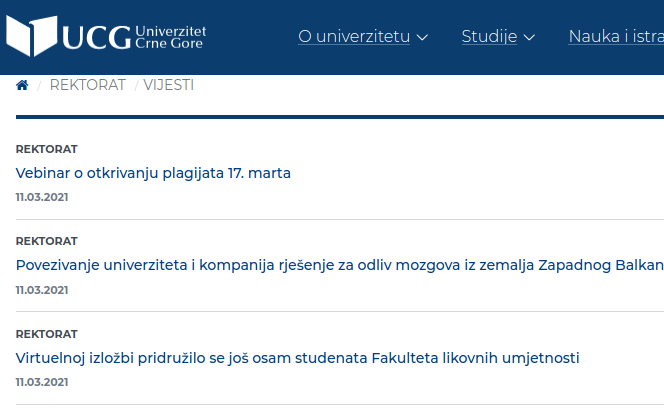 UCG Univerzitet
Crne Gore
O univerzitetu Studije Nauka i istra
/ REKTORAT / VIJESTI
REKTORAT
Vebinar o otkrivanju plagijata 17. marta
11.03.2021
REKTORAT
Povezivanje univerziteta i kompanija rješenje za odliv mozgova iz zemalja Zapadnog Balkan
11.03.2021
REKTORAT
Virtuelnoj izložbi pridružilo se još osam studenata Fakulteta likovnih umjetnosti
11.03.2021